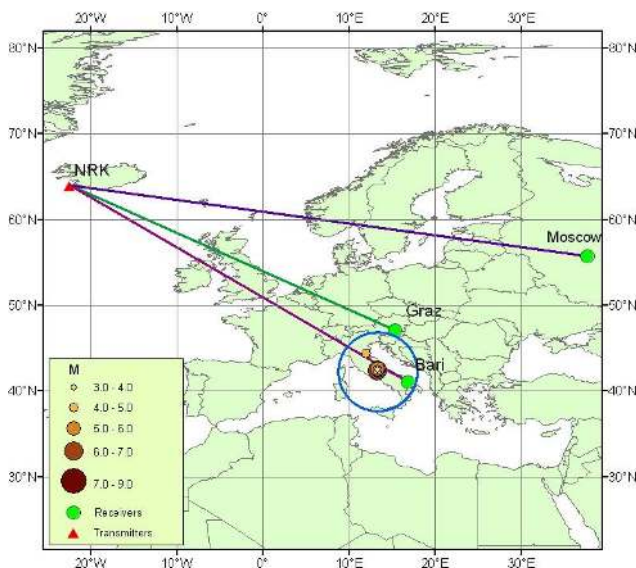 20°W 10°W 0° 10°E 20°E 30°E
80°N 80°N
70°N 70°N
NRK
60°N 60°N
Moscow
50°N 50°N
Graz
Bari
40°N 40°N
30°N 30°N
M
3.0 - 4.0
4.0 - 5.0
5.0 - 6.0
6.0 - 7.0
7.0 - 9.0
Receivers
Transmitters
20°W 10°W 0° 10°E 20°E 30°E